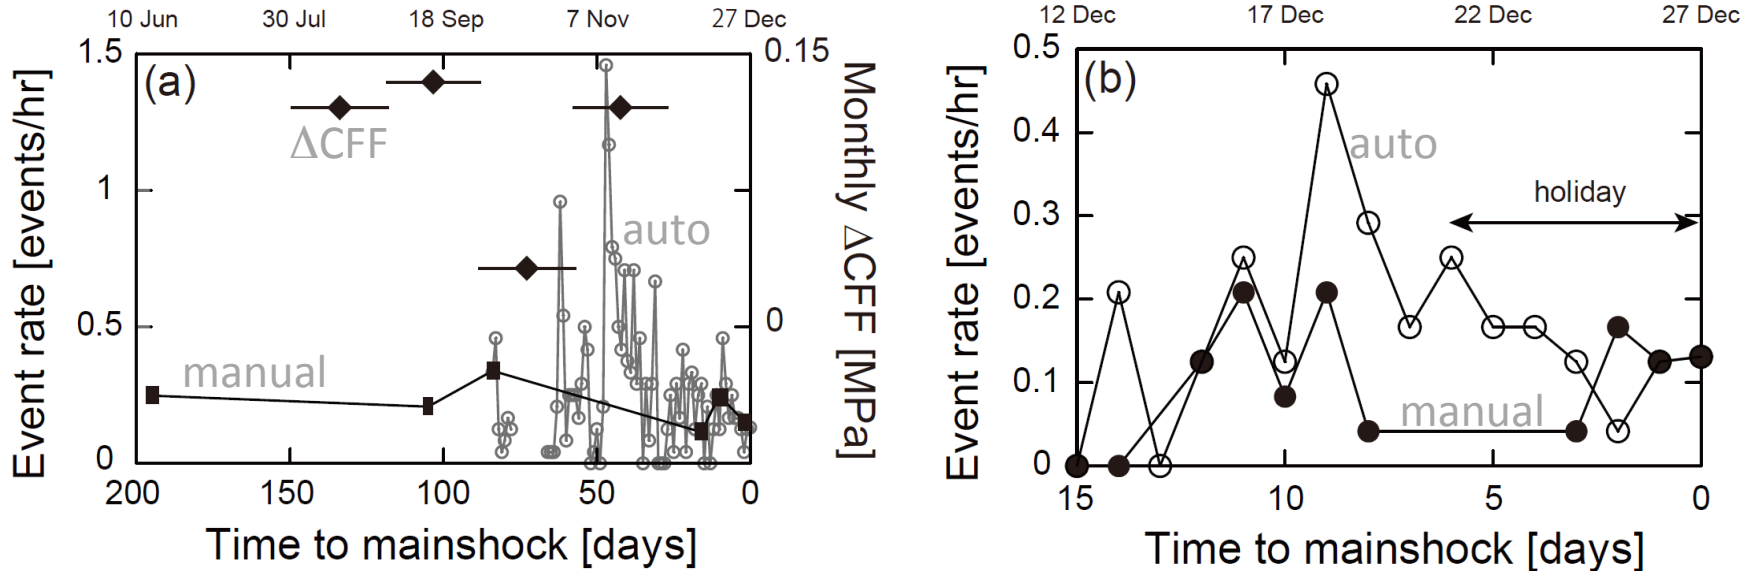 10 Jun 30 Jul 18 Sep 7 Nov 27 Dec
1.5 0.15
(a)
ΔCFF
1
auto
0.5 0
manual
0
200 150 100 50 0
Time to mainshock [days]
Event rate [events/hr]
Monthly ΔCFF [MPa]
12 Dec 17 Dec 22 Dec 27 Dec
0.5
(b)
0.4
auto
holiday
0.3
0.2
0.1
manual
0
15 10 5 0
Time to mainshock [days]
Event rate [events/hr]